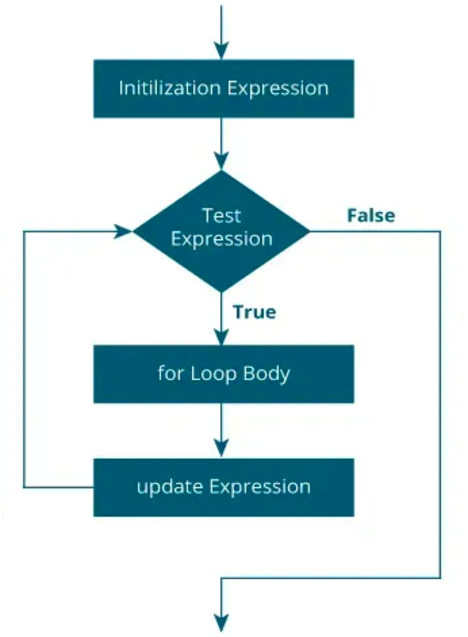 Initilization Expression
Test
Expression
False
True
for Loop Body
update Expression